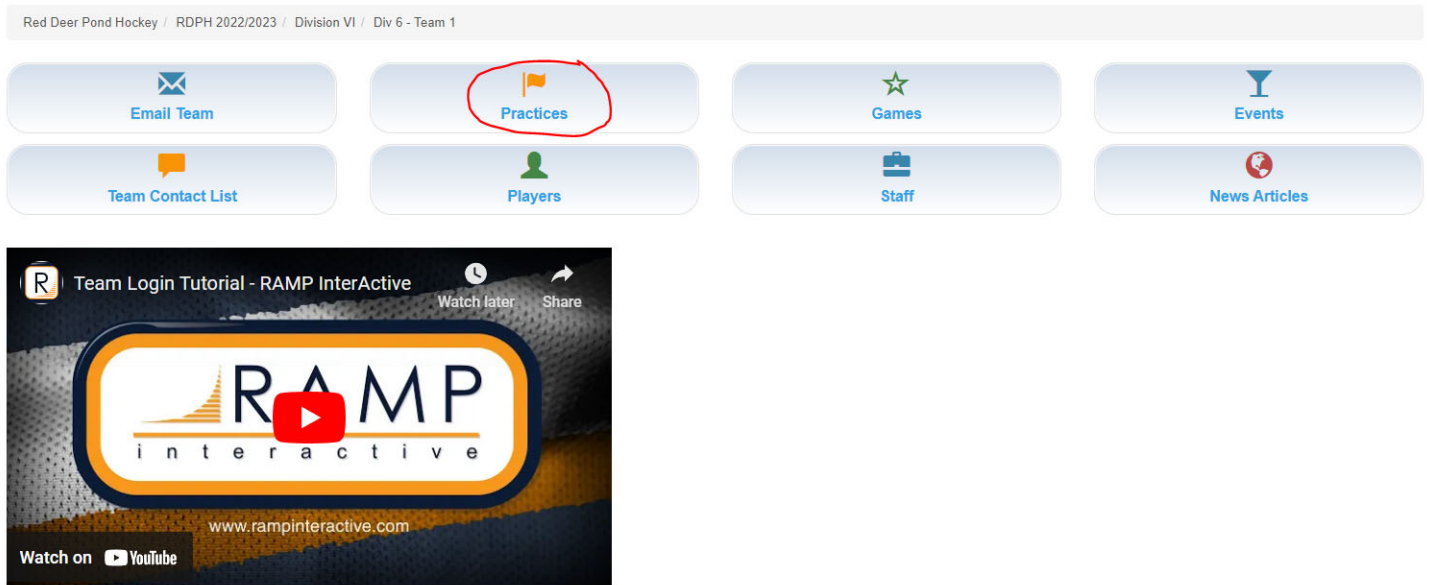 Red Deer Pond Hockey / RDPH 2022/2023 / Division VI / Div 6 - Team 1
Email Team
Practices
Games
Events
Team Contact List
Players
Staff
News Articles
R Team Login Tutorial - RAMP InterActive
Watch later
Share
RAMP
interactive
www.rampinteractive.com
Watch on YouTube